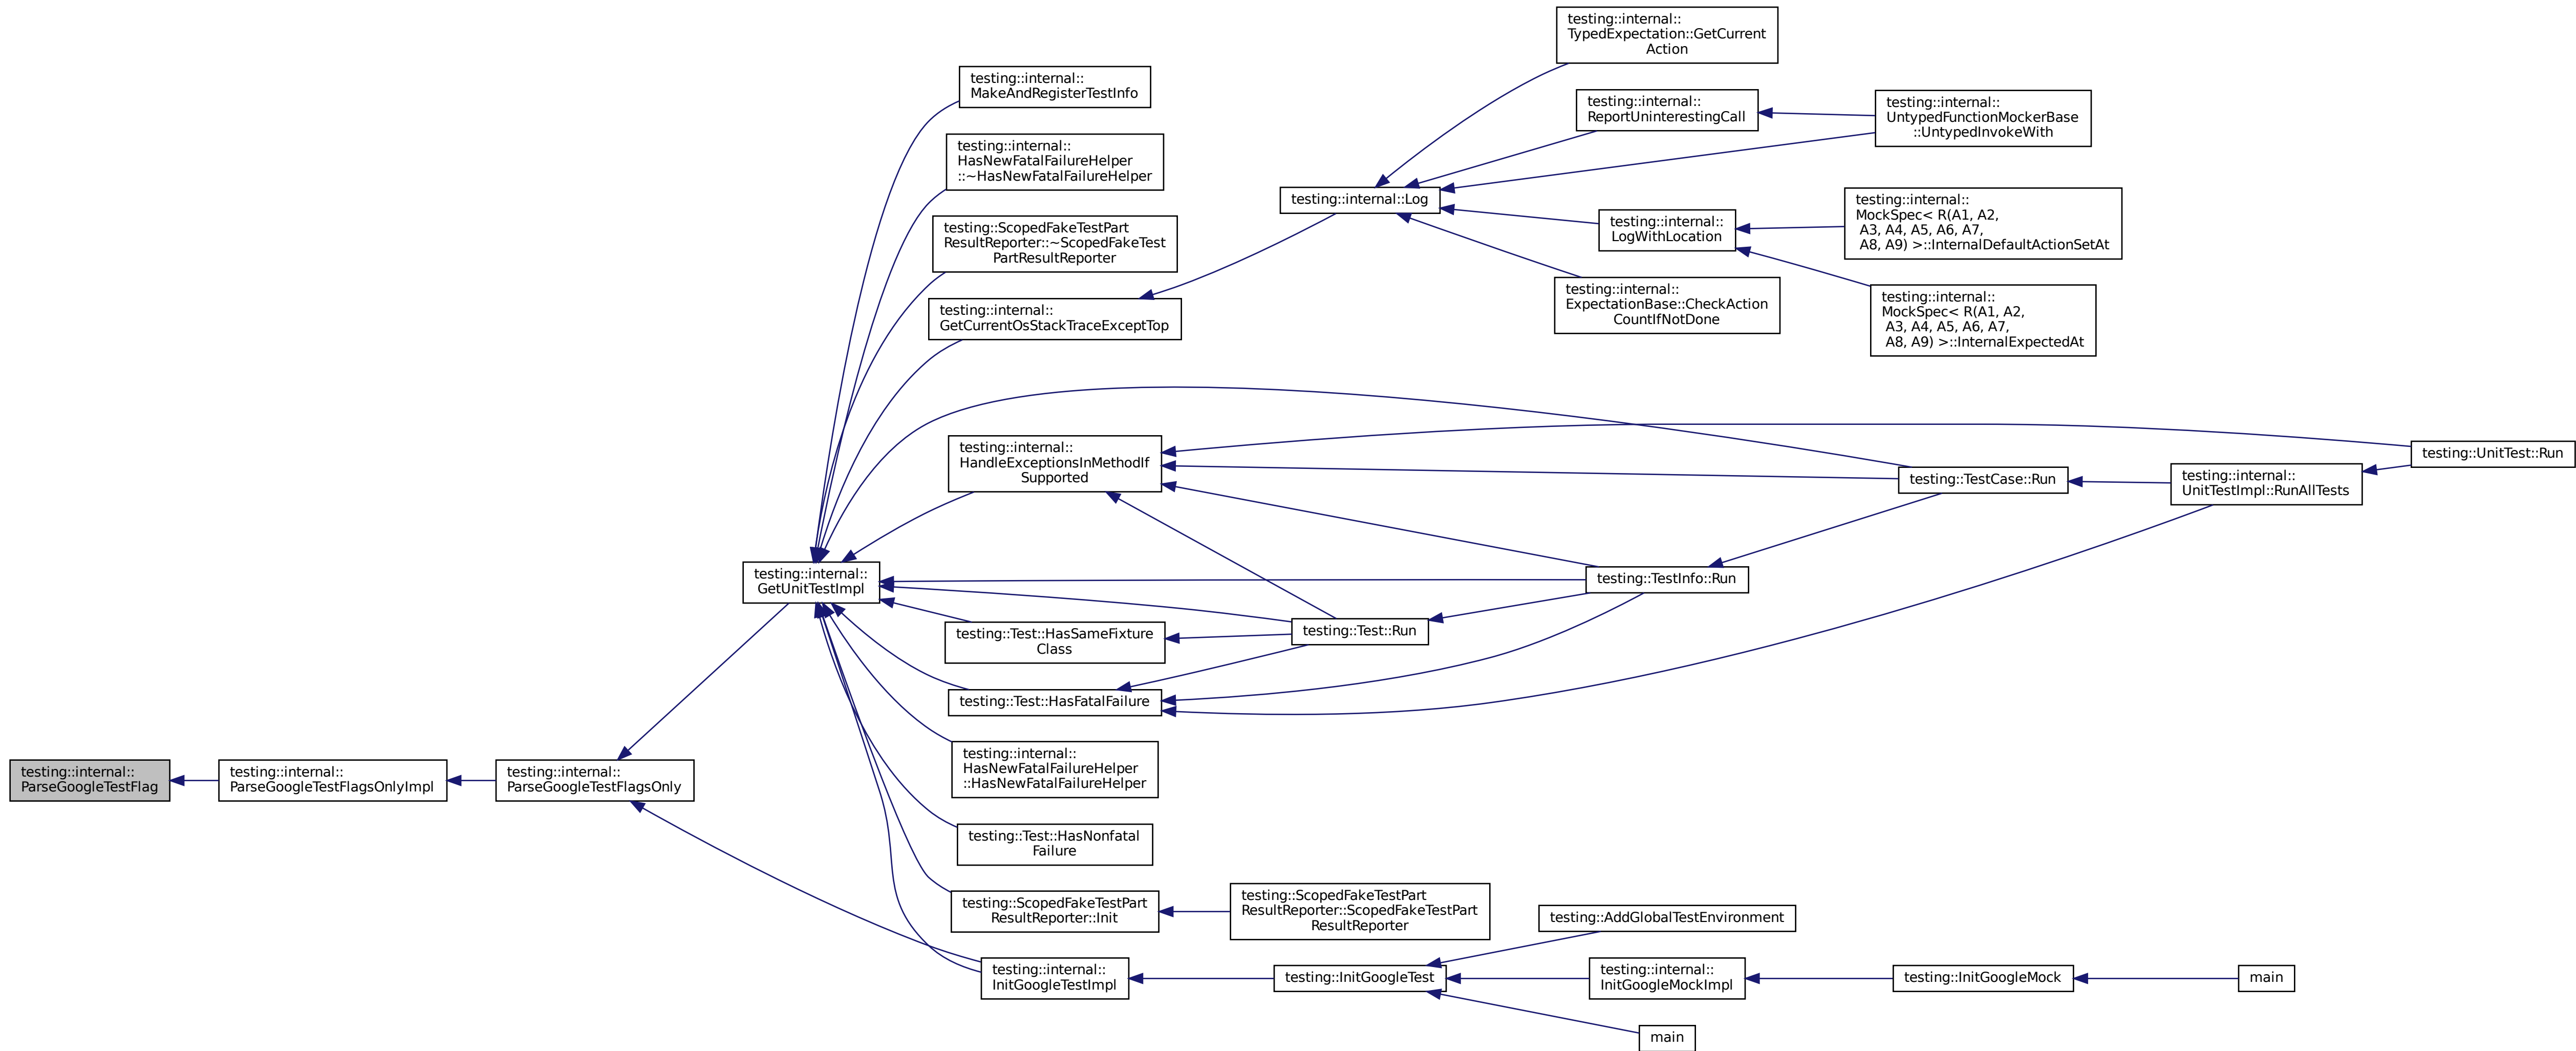 testing::internal::
ParseGoogleTestFlag
testing::internal::
ParseGoogleTestFlagsOnlyImpl
testing::internal::
ParseGoogleTestFlagsOnly
testing::internal::
GetUnitTestImpl
testing::internal::
MakeAndRegisterTestInfo
testing::internal::
HasNewFatalFailureHelper
::~HasNewFatalFailureHelper
testing::ScopedFakeTestPart
ResultReporter::~ScopedFakeTest
PartResultReporter
testing::internal::
GetCurrentOsStackTraceExceptTop
testing::internal::Log
testing::internal::
TypedExpectation::GetCurrent
Action
testing::internal::
ReportUninterestingCall
testing::internal::
UntypedFunctionMockerBase
::UntypedInvokeWith
testing::internal::
LogWithLocation
testing::internal::
MockSpec< R(A1, A2,
A3, A4, A5, A6, A7,
A8, A9) >::InternalDefaultActionSetAt
testing::internal::
MockSpec< R(A1, A2,
A3, A4, A5, A6, A7,
A8, A9) >::InternalExpectedAt
testing::internal::
ExpectationBase::CheckAction
CountIfNotDone
testing::internal::
HandleExceptionsInMethodIf
Supported
testing::TestCase::Run
testing::internal::
UnitTestImpl::RunAllTests
testing::UnitTest::Run
testing::TestInfo::Run
testing::Test::HasSameFixture
Class
testing::Test::Run
testing::Test::HasFatalFailure
testing::internal::
HasNewFatalFailureHelper
::HasNewFatalFailureHelper
testing::Test::HasNonfatal
Failure
testing::ScopedFakeTestPart
ResultReporter::Init
testing::ScopedFakeTestPart
ResultReporter::ScopedFakeTestPart
ResultReporter
testing::internal::
InitGoogleTestImpl
testing::InitGoogleTest
testing::AddGlobalTestEnvironment
testing::internal::
InitGoogleMockImpl
testing::InitGoogleMock
main
main